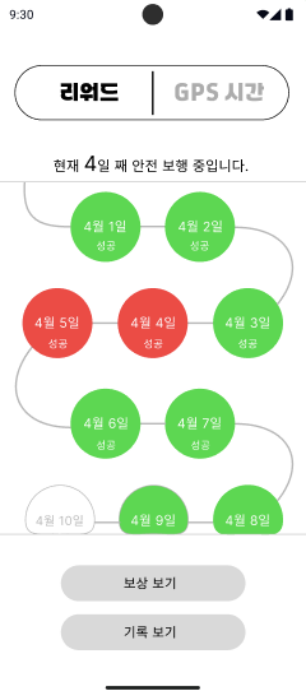 9:30
리워드 GPS 시간
현재 4일 째 안전 보행 중입니다.
4월 1일 4월 2일
성공 성공
4월 5일 4월 4일 4월 3일
성공 성공 성공
4월 6일 4월 7일
성공 성공
4월 10일 4월 9일 4월 8일
보상 보기
기록 보기